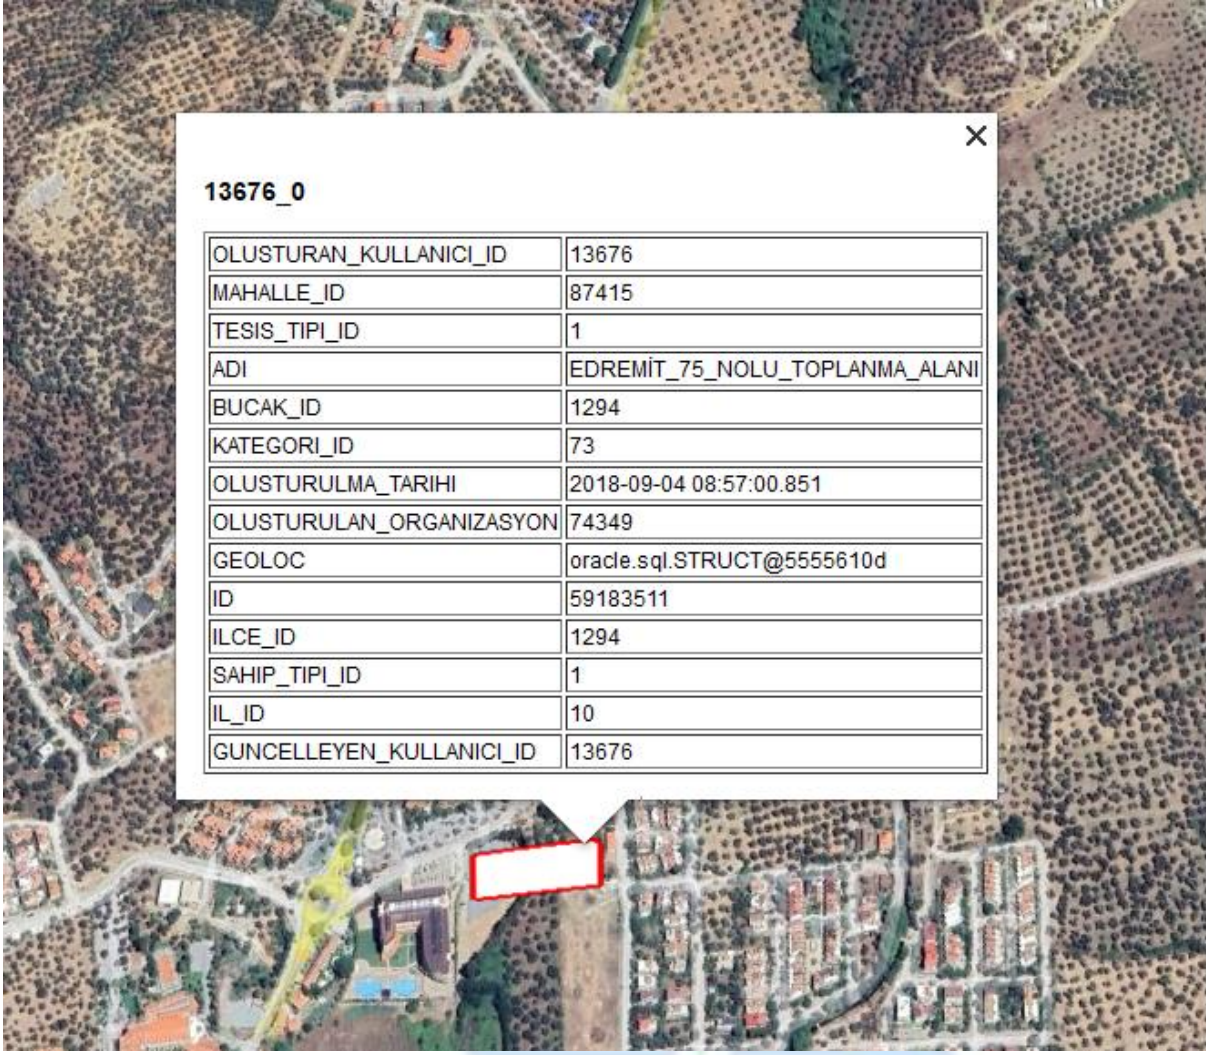 13676_0
OLUSTURAN_KULLANICI_ID 13676
MAHALLE_ID 87415
TESIS_TIPI_ID 1
ADI EDREMİT_75_NOLU_TOPLANMA_ALANI
BUCAK_ID 1294
KATEGORI_ID 73
OLUSTURULMA_TARIHI 2018-09-04 08:57:00.851
OLUSTURULAN_ORGANIZASYON 74349
GEOLOC oracle.sql.STRUCT@5555610d
ID 59183511
ILCE_ID 1294
SAHIP_TIPI_ID 1
IL_ID 10
GUNCELLEYEN_KULLANICI_ID 13676